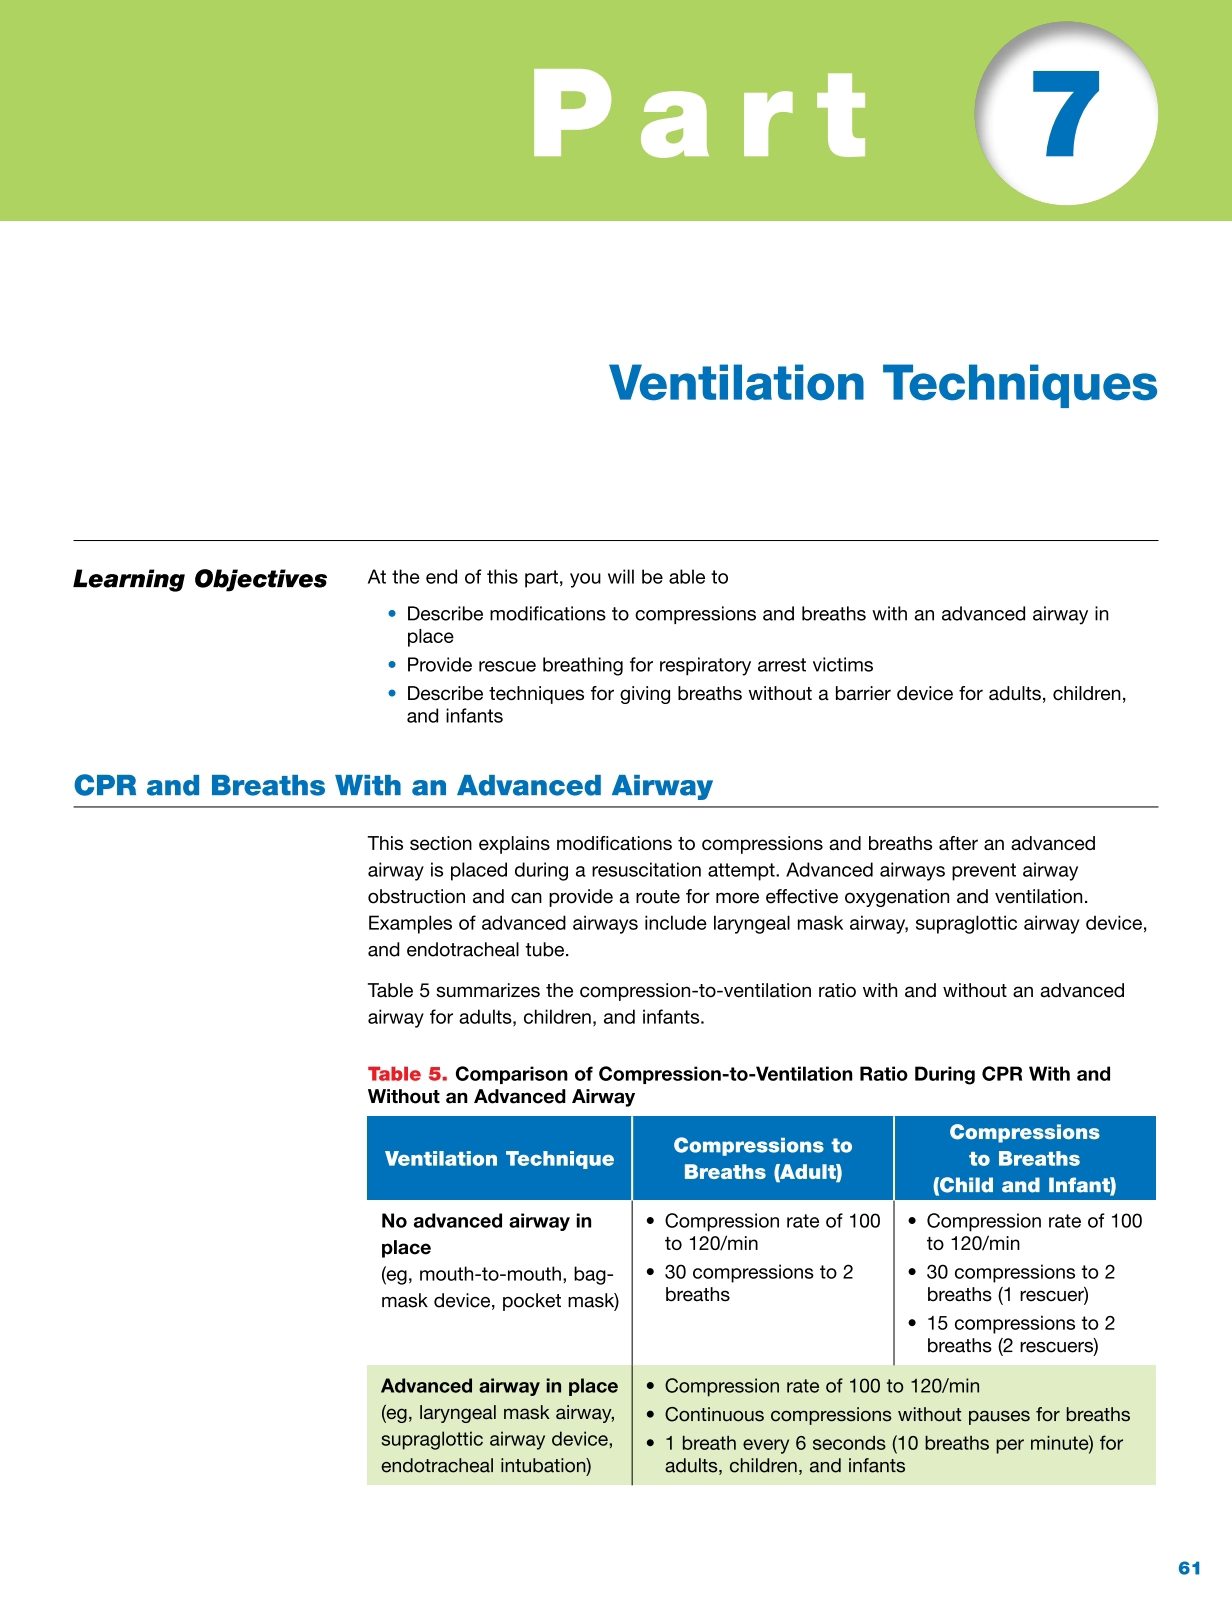 Part 7
Ventilation Techniques
Learning Objectives
At the end of this part, you will be able to
• Describe modifications to compressions and breaths with an advanced airway in
place
• Provide rescue breathing for respiratory arrest victims
• Describe techniques for giving breaths without a barrier device for adults, children,
and infants
CPR and Breaths With an Advanced Airway
This section explains modifications to compressions and breaths after an advanced
airway is placed during a resuscitation attempt. Advanced airways prevent airway
obstruction and can provide a route for more effective oxygenation and ventilation.
Examples of advanced airways include laryngeal mask airway, supraglottic airway device,
and endotracheal tube.
Table 5 summarizes the compression-to-ventilation ratio with and without an advanced
airway for adults, children, and infants.
Table 5. Comparison of Compression-to-Ventilation Ratio During CPR With and
Without an Advanced Airway
Ventilation Technique
Compressions to
Breaths (Adult)
Compressions
to Breaths
(Child and Infant)
No advanced airway in
place
(eg, mouth-to-mouth, bag-
mask device, pocket mask)
• Compression rate of 100
to 120/min
• 30 compressions to 2
breaths
• Compression rate of 100
to 120/min
• 30 compressions to 2
breaths (1 rescuer)
• 15 compressions to 2
breaths (2 rescuers)
Advanced airway in place
(eg, laryngeal mask airway,
supraglottic airway device,
endotracheal intubation)
• Compression rate of 100 to 120/min
• Continuous compressions without pauses for breaths
• 1 breath every 6 seconds (10 breaths per minute) for
adults, children, and infants
61